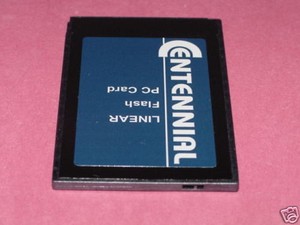 CENTENNIAL
LINEAR
Flash
PC Card